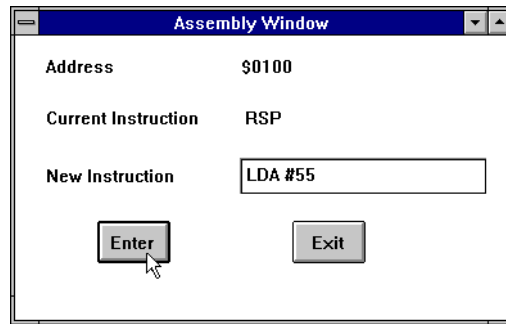 Assembly Window
Address $0100
Current Instruction RSP
New Instruction LDA #55
Enter Exit